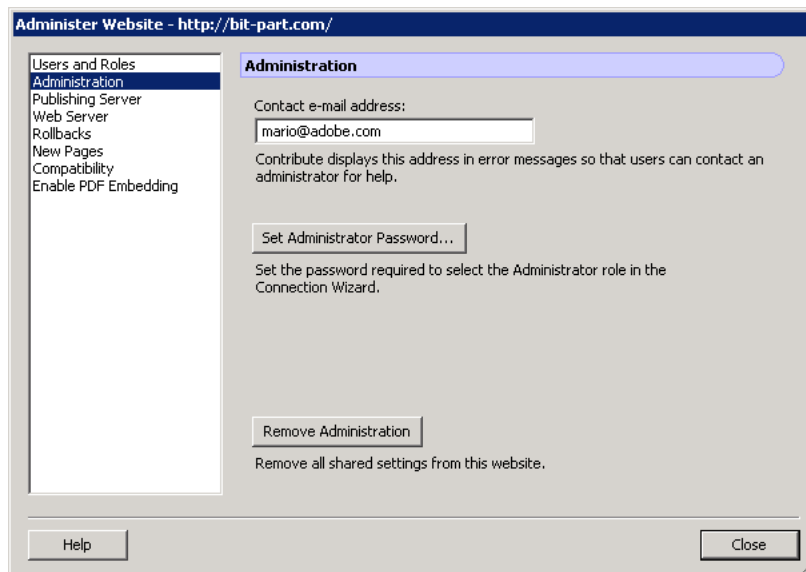 Administer Website - http://bit-part.com/
Users and Roles
Administration
Publishing Server
Web Server
Rollbacks
New Pages
Compatibility
Enable PDF Embedding
Administration
Contact e-mail address:
mario@adobe.com
Contribute displays this address in error messages so that users can contact an
administrator for help.
Set Administrator Password...
Set the password required to select the Administrator role in the
Connection Wizard.
Remove Administration
Remove all shared settings from this website.
Help
Close